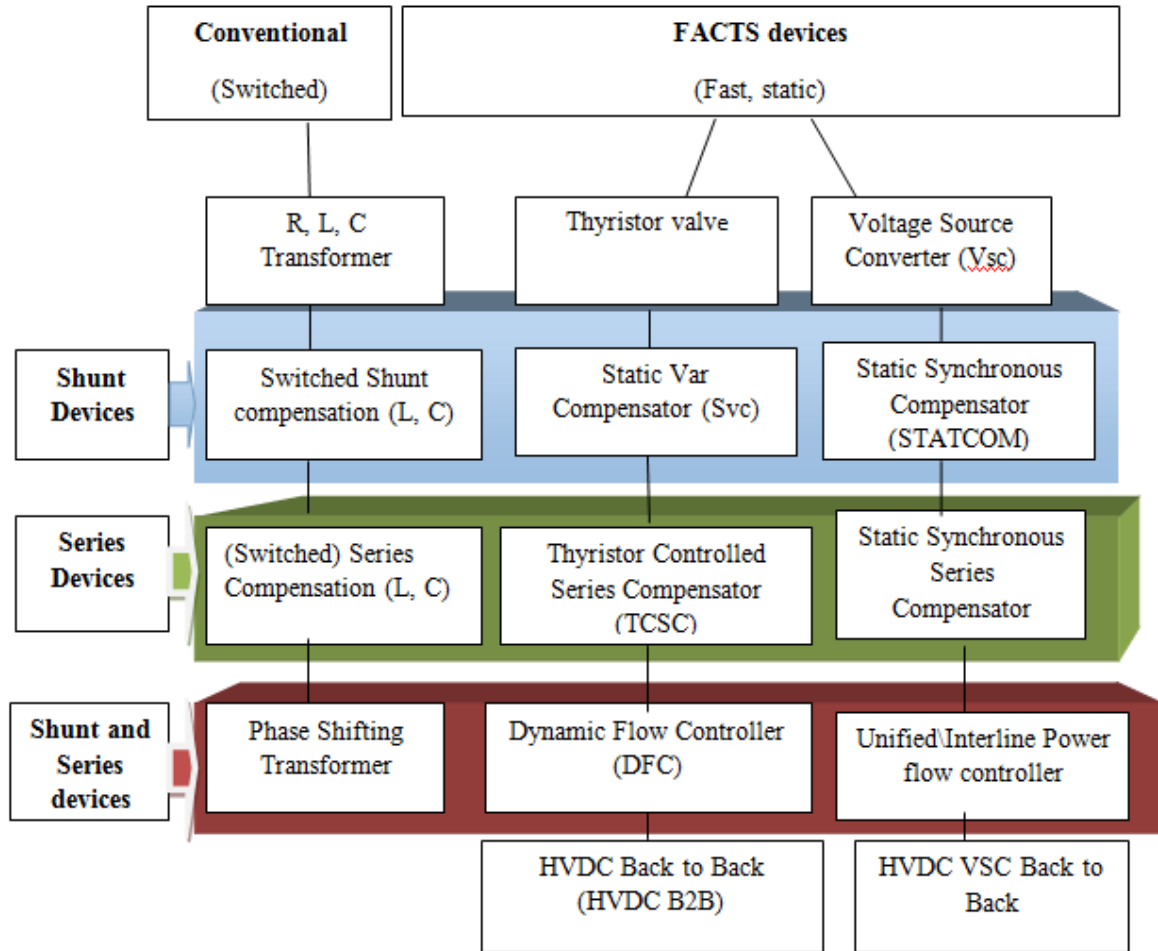 Conventional
(Switched)
FACTS devices
(Fast, static)
R, L, C
Transformer
Thyristor valve
Voltage Source
Converter (Vsc)
Shunt
Devices
Switched Shunt
compensation (L, C)
Static Var
Compensator (Svc)
Static Synchronous
Compensator
(STATCOM)
Series
Devices
(Switched) Series
Compensation (L, C)
Thyristor Controlled
Series Compensator
(TCSC)
Static Synchronous
Series
Compensator
Shunt and
Series
devices
Phase Shifting
Transformer
Dynamic Flow Controller
(DFC)
Unified\Interline Power
flow controller
HVDC Back to Back
(HVDC B2B)
HVDC VSC Back to
Back